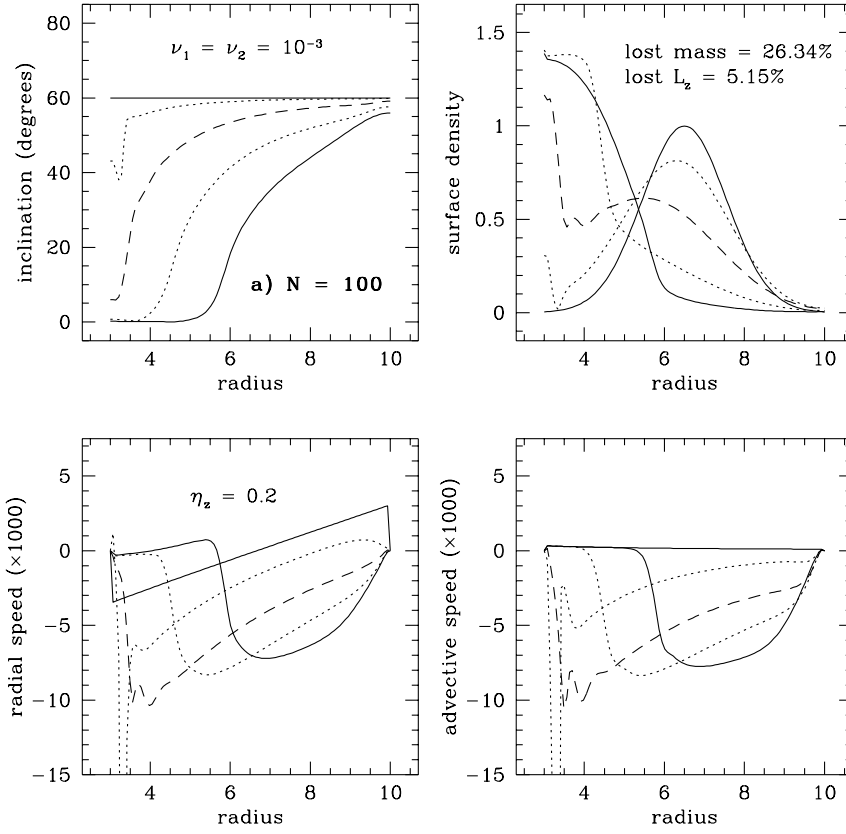 80
60
40
20
0
inclination (degrees)
ν₁ = ν₂ = 10⁻³
a) N = 100
4 6 8 10
radius
1.5
1
0.5
0
surface density
lost mass = 26.34%
lost L_z = 5.15%
4 6 8 10
radius
5
0
−5
−10
−15
radial speed (×1000)
η_z = 0.2
4 6 8 10
radius
5
0
−5
−10
−15
advective speed (×1000)
4 6 8 10
radius